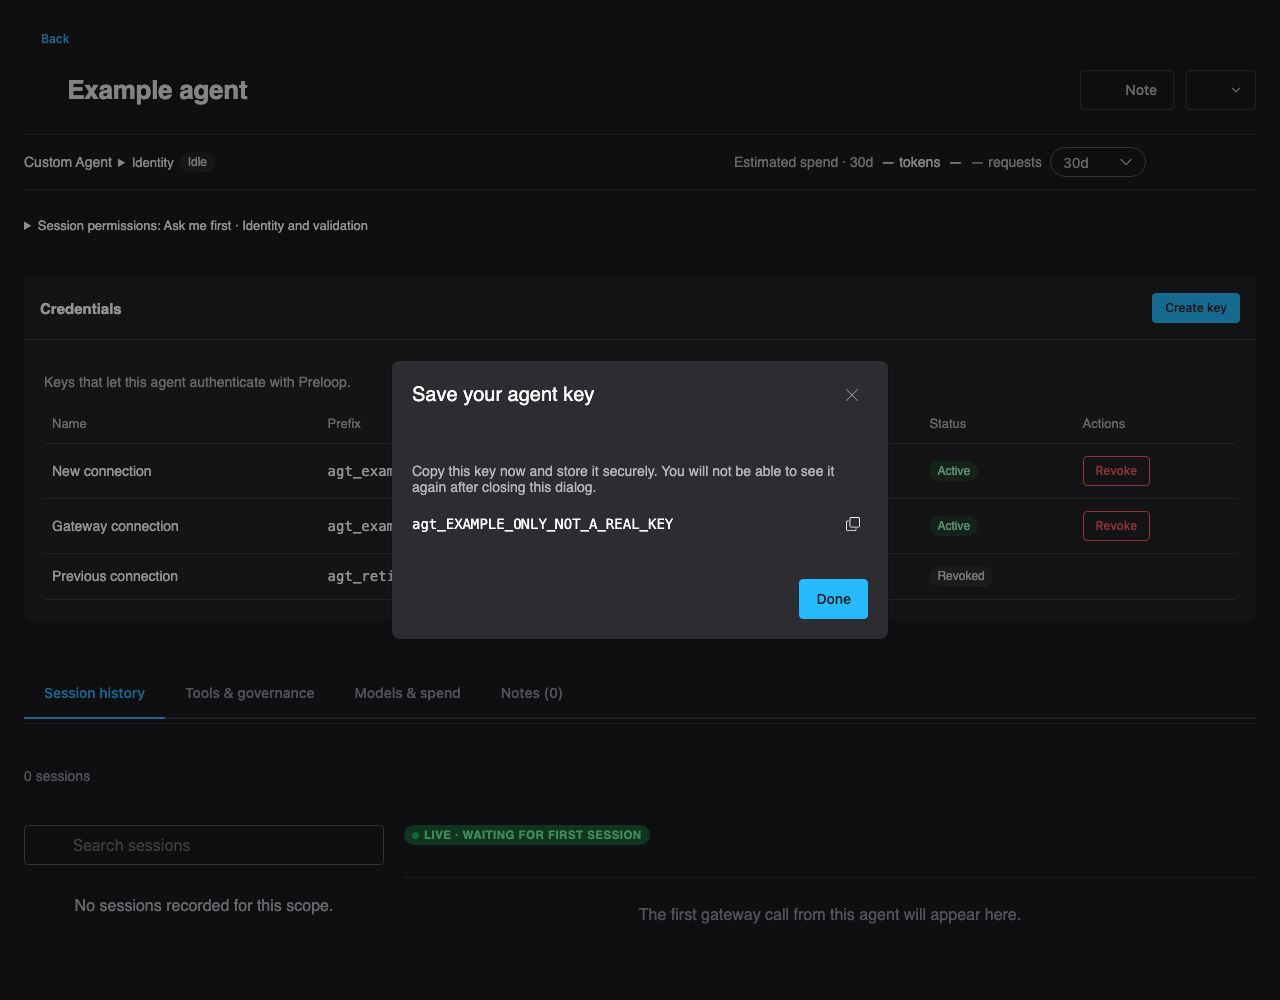 Back
Example agent
Note
Custom Agent Identity Idle
Estimated spend · 30d — tokens — — requests 30d
Session permissions: Ask me first · Identity and validation
Credentials
Create key
Keys that let this agent authenticate with Preloop.
Name Prefix Status Actions
New connection agt_exam Active Revoke
Gateway connection agt_exam Active Revoke
Previous connection agt_reti Revoked
Save your agent key
Copy this key now and store it securely. You will not be able to see it
again after closing this dialog.
agt_EXAMPLE_ONLY_NOT_A_REAL_KEY
Done
Session history Tools & governance Models & spend Notes (0)
0 sessions
Search sessions
LIVE · WAITING FOR FIRST SESSION
No sessions recorded for this scope.
The first gateway call from this agent will appear here.